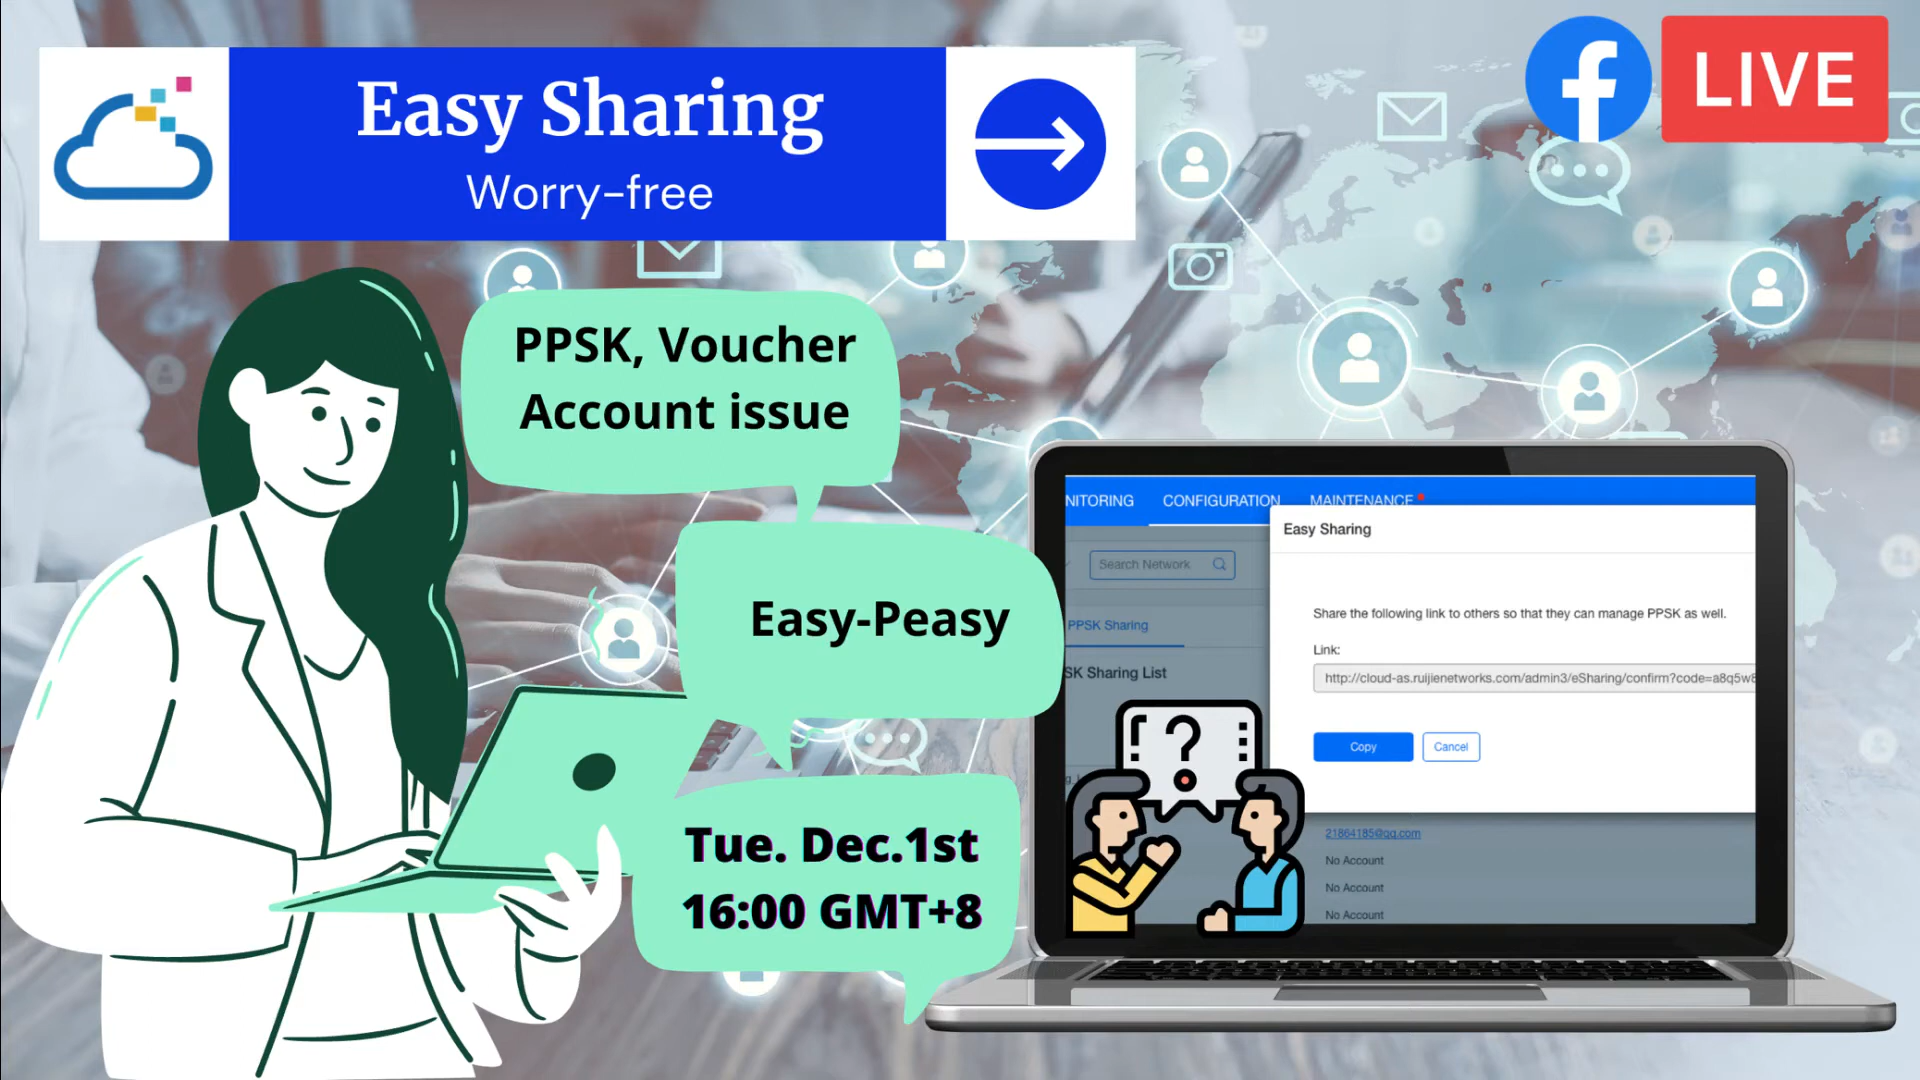 Easy Sharing
Worry-free
LIVE
PPSK, Voucher
Account issue
Easy-Peasy
Tue. Dec.1st
16:00 GMT+8
NITORING CONFIGURATION MAINTENANCE
Easy Sharing
Search Network
Share the following link to others so that they can manage PPSK as well.
PPSK Sharing
Link:
SK Sharing List
http://cloud-as.ruijienetworks.com/admin3/eSharing/confirm?code=a8q5w8
Copy Cancel
21864185@qq.com
No Account
No Account
No Account